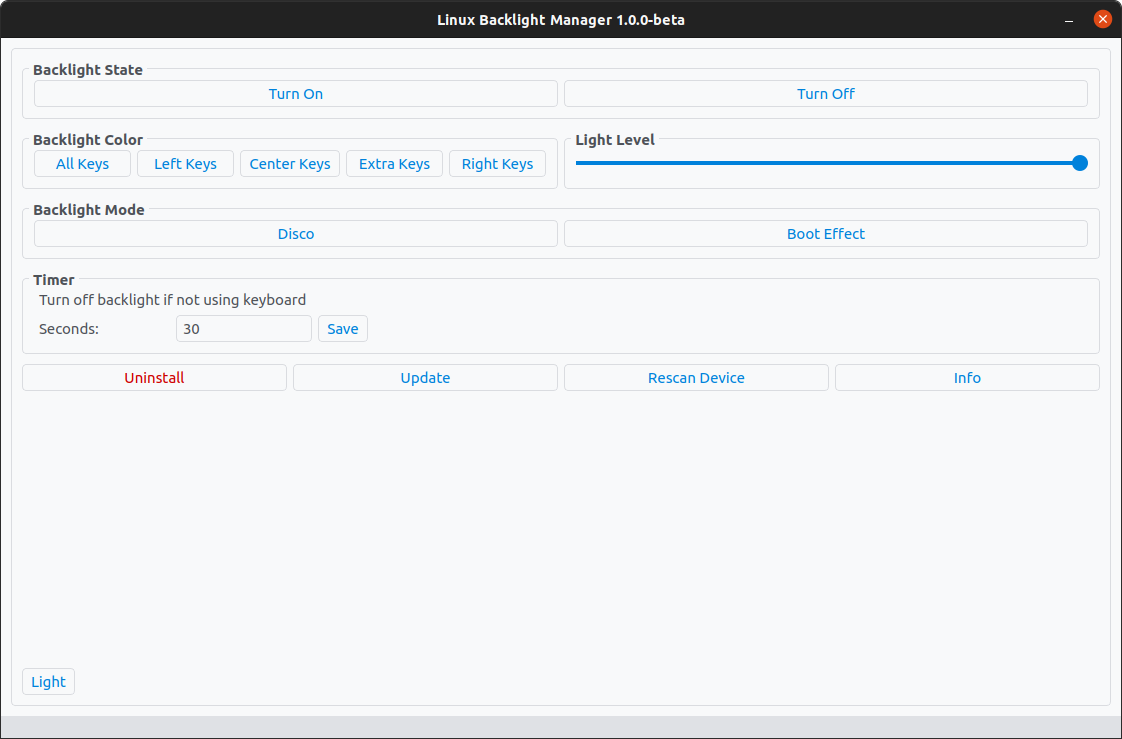 Linux Backlight Manager 1.0.0-beta
Backlight State
Turn On Turn Off
Backlight Color Light Level
All Keys Left Keys Center Keys Extra Keys Right Keys
Backlight Mode
Disco Boot Effect
Timer
Turn off backlight if not using keyboard
Seconds: 30 Save
Uninstall Update Rescan Device Info
Light